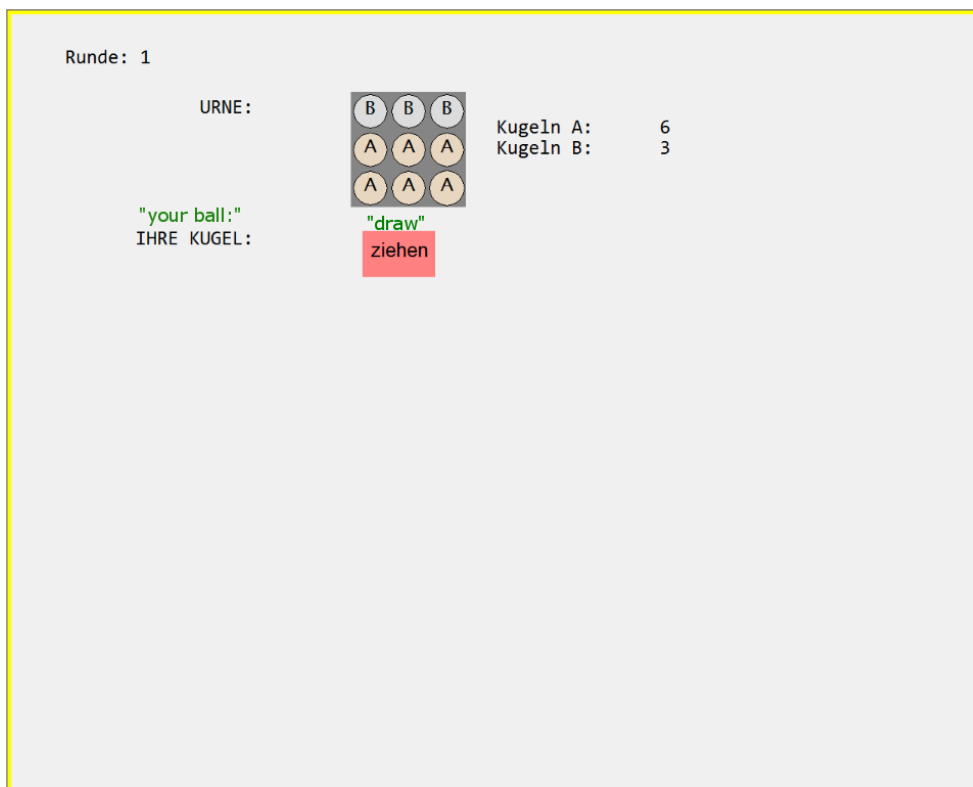 Runde: 1
URNE:
B B B
A A A
A A A
Kugeln A: 6
Kugeln B: 3
"your ball:"
IHRE KUGEL:
"draw"
ziehen